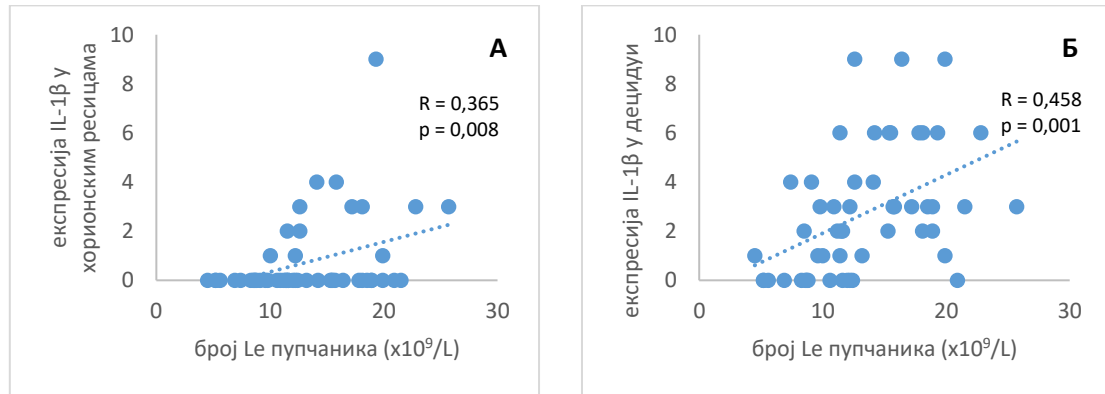 А
експресија IL-1β у
хорионским ресицама
10
8
6
4
2
0
R = 0,365
p = 0,008
0
10
20
30
број Le пупчаника (x10⁹/L)
Б
експресија IL-1β у децидуи
10
8
6
4
2
0
R = 0,458
p = 0,001
0
10
20
30
број Le пупчаника (x10⁹/L)